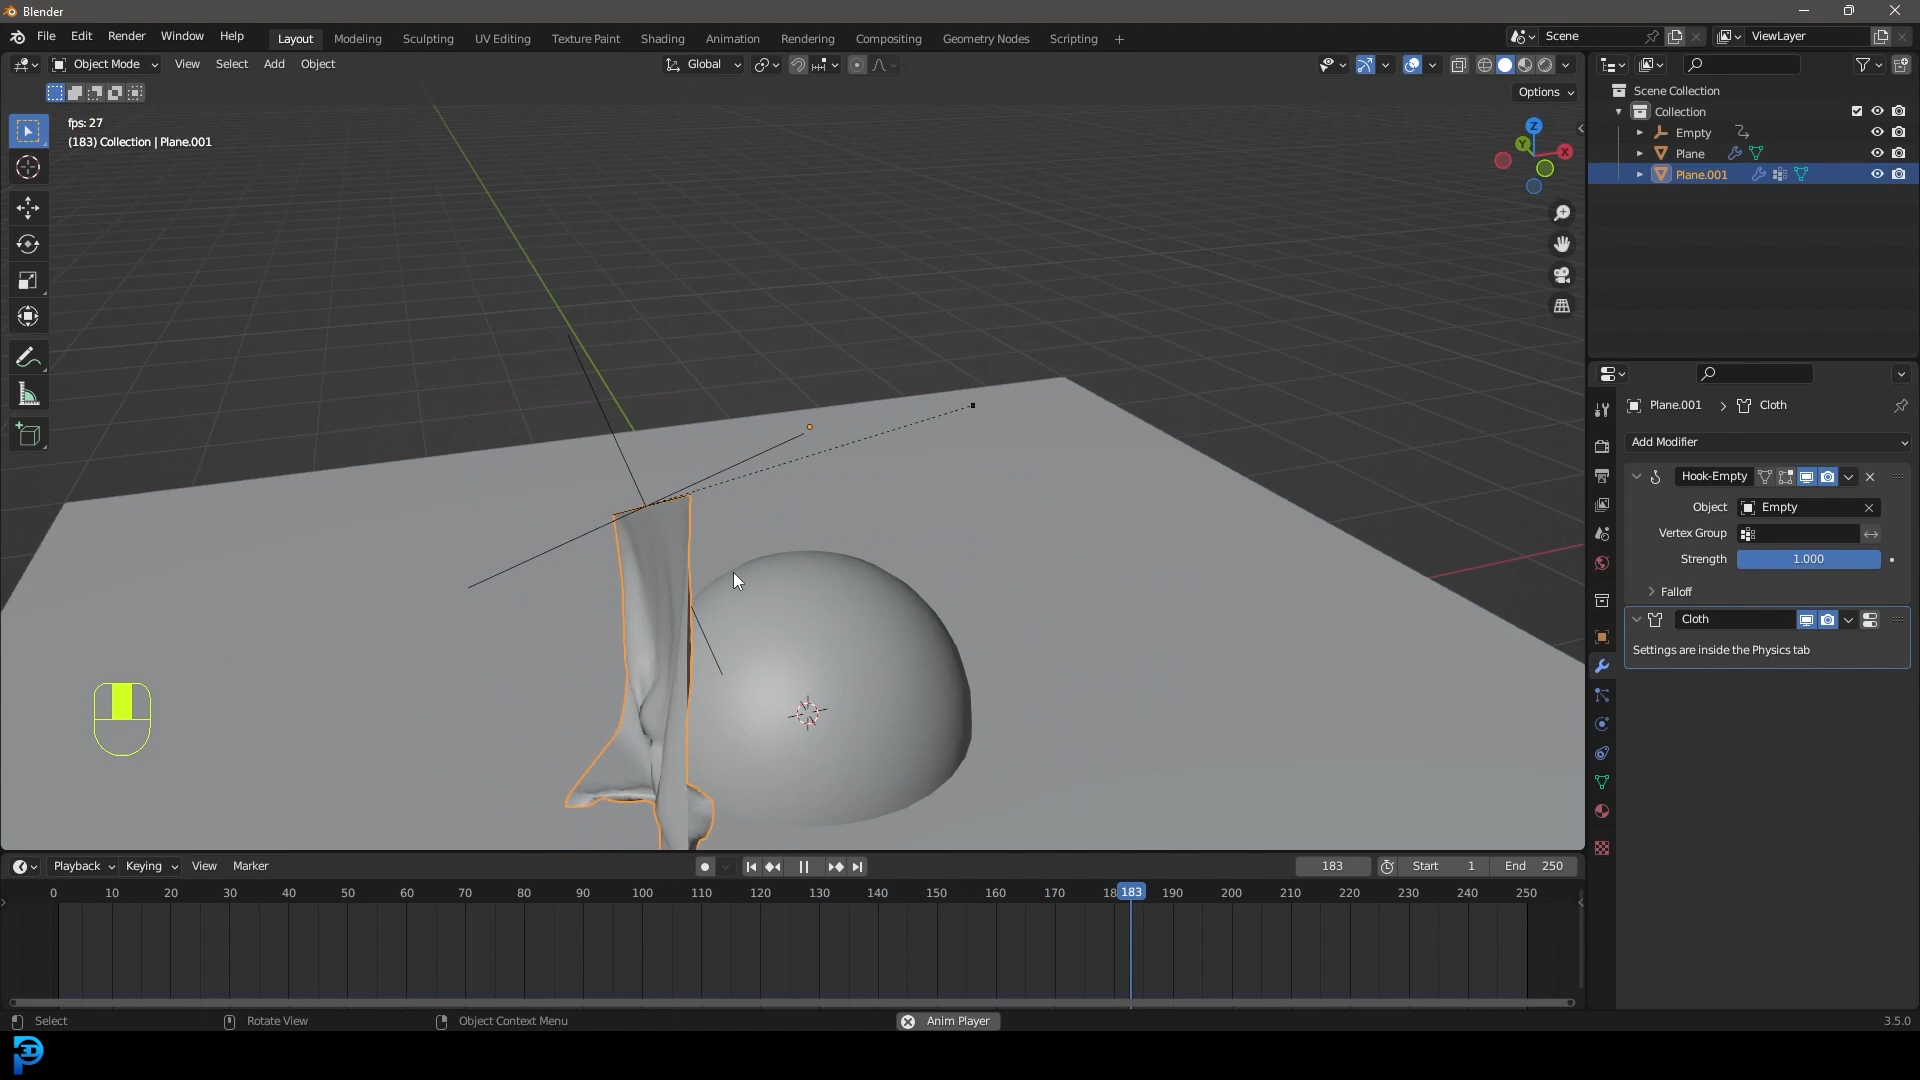 Blender
File Edit Render Window Help Layout Modeling Sculpting UV Editing Texture Paint Shading Animation Rendering Compositing Geometry Nodes Scripting + Scene ViewLayer
Object Mode View Select Add Object Global
Options
fps: 27
(183) Collection | Plane.001
Z
Y
X
Scene Collection
Collection
Empty
Plane
Plane.001
Plane.001 > Cloth
Add Modifier
Hook-Empty
Object Empty
Vertex Group
Strength 1.000
Falloff
Cloth
Settings are inside the Physics tab
Playback Keying View Marker 183 Start 1 End 250
0 10 20 30 40 50 60 70 80 90 100 110 120 130 140 150 160 170 18 183 190 200 210 220 230 240 250
Select Rotate View Object Context Menu Anim Player 3.5.0